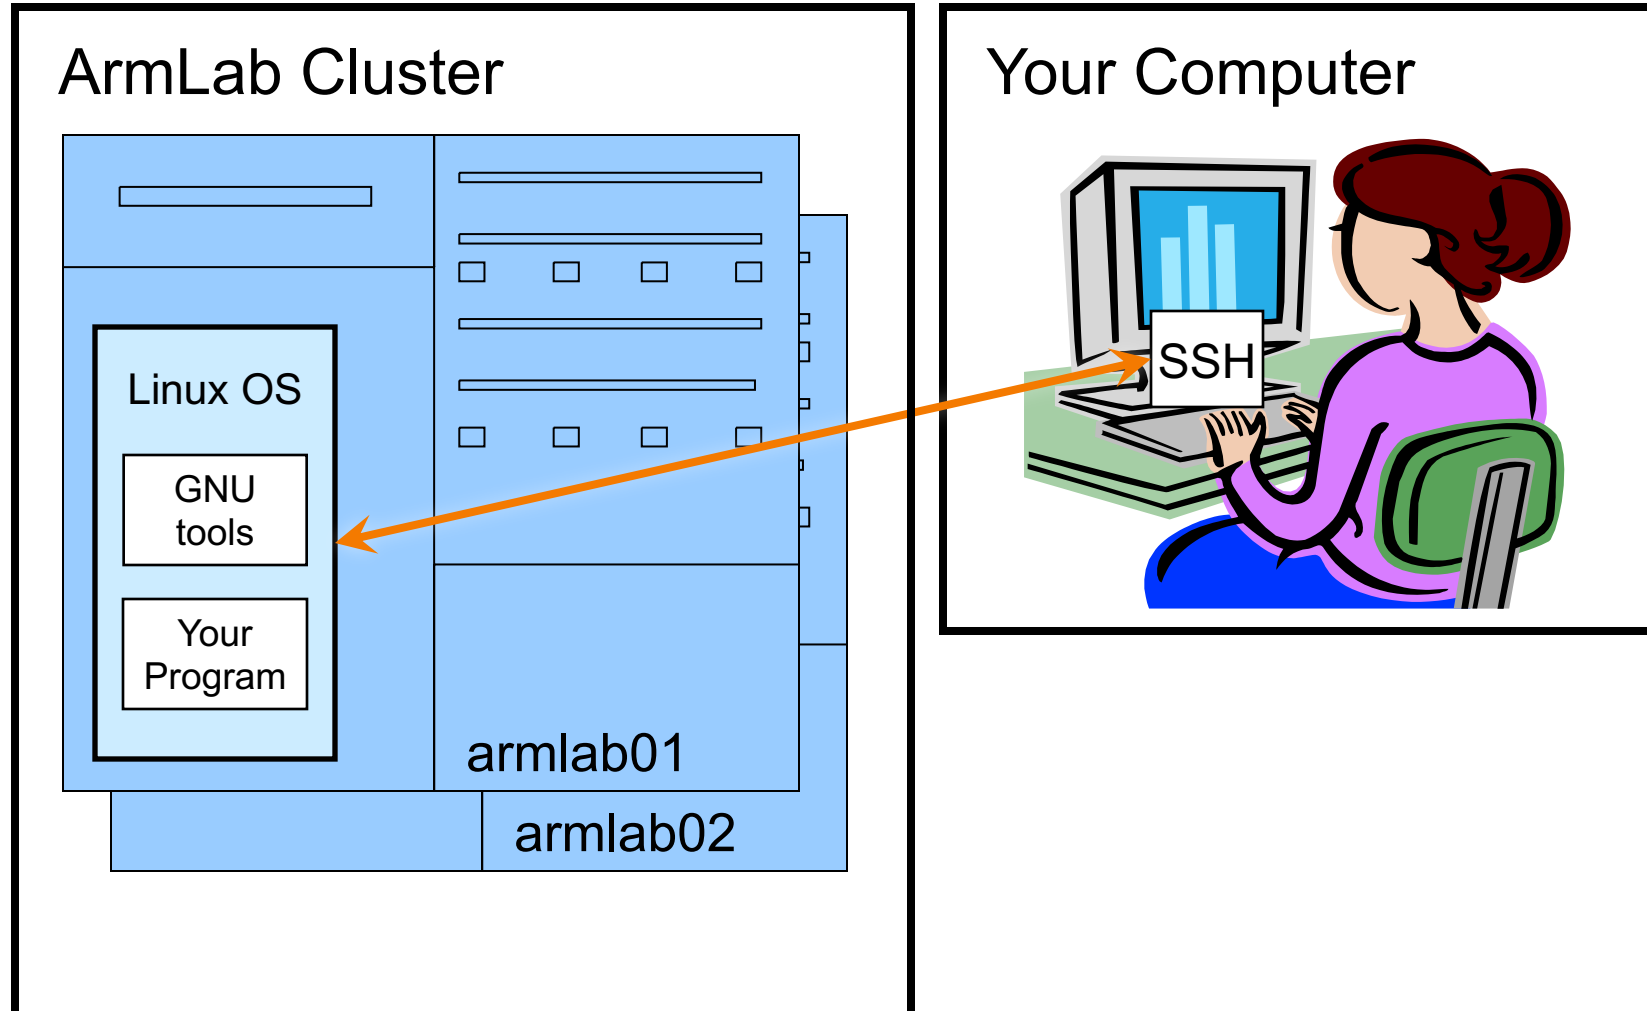 ArmLab Cluster
Linux OS
GNU
tools
Your
Program
armlab01
armlab02
Your Computer
SSH